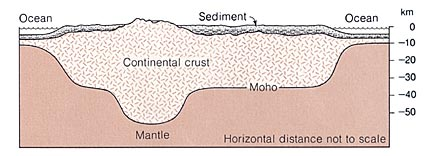 Ocean
Sediment
Ocean
km
0
-10
-20
-30
-40
-50
Continental crust
Moho
Mantle
Horizontal distance not to scale